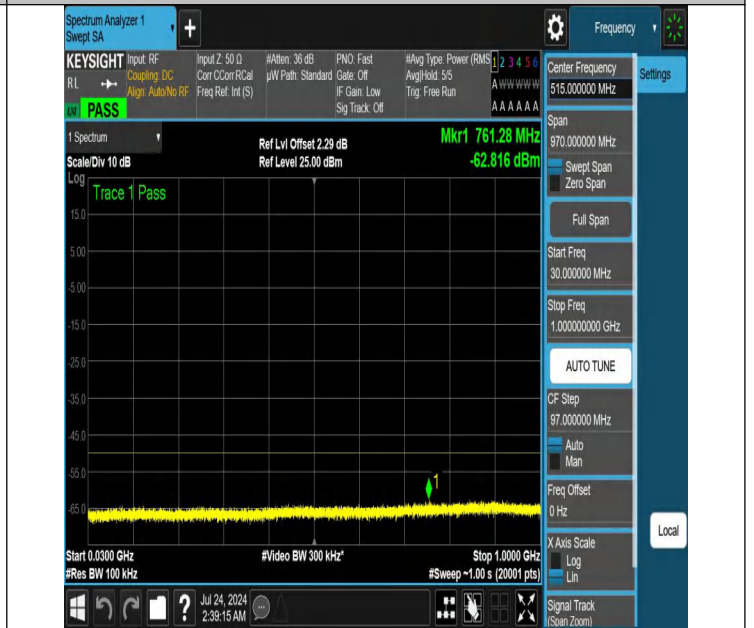 Spectrum Analyzer 1
Swept SA
+
Frequency
KEYSIGHT
RL
PASS
Input: RF
Coupling: DC
Align: Auto/No RF
Input Z: 50 Ω
Corr CCorr RCal
Freq Ref: Int (S)
#Atten: 36 dB
µW Path: Standard
PNO: Fast
Gate: Off
IF Gain: Low
Sig Track: Off
#Avg Type: Power (RMS
Avg|Hold: 5/5
Trig: Free Run
1 2 3 4 5 6
A W W W W W
A A A A A A
1 Spectrum
Scale/Div 10 dB
Ref Lvl Offset 2.29 dB
Ref Level 25.00 dBm
Mkr1 761.28 MHz
-62.816 dBm
Log
Trace 1 Pass
15.0
5.00
-5.00
-15.0
-25.0
-35.0
-45.0
-55.0
-65.0
1
Start 0.0300 GHz
#Res BW 100 kHz
#Video BW 300 kHz*
Stop 1.0000 GHz
#Sweep ~1.00 s (20001 pts)
?
Jul 24, 2024
2:39:15 AM
Center Frequency
515.000000 MHz
Settings
Span
970.000000 MHz
Swept Span
Zero Span
Full Span
Start Freq
30.000000 MHz
Stop Freq
1.000000000 GHz
AUTO TUNE
CF Step
97.000000 MHz
Auto
Man
Freq Offset
0 Hz
X Axis Scale
Log
Lin
Local
Signal Track
(Span Zoom)